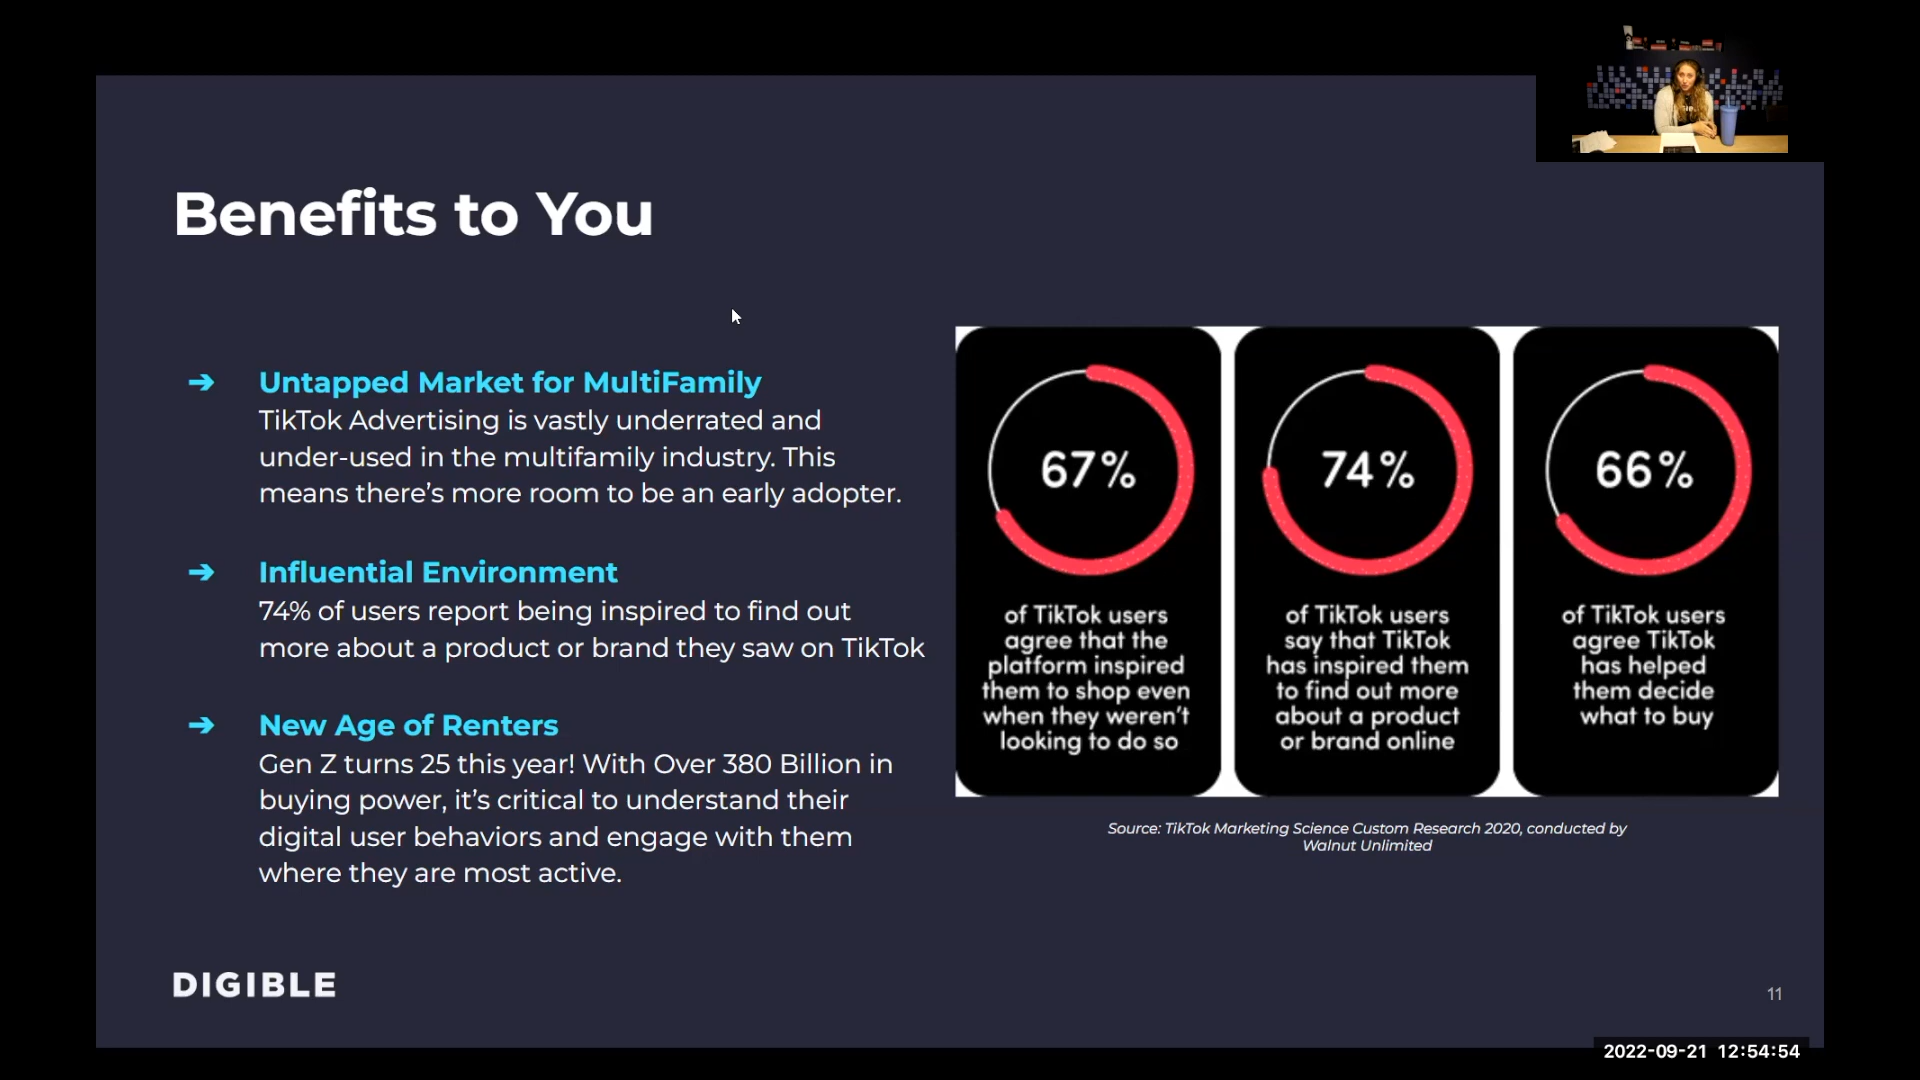 Benefits to You
➔ Untapped Market for MultiFamily
TikTok Advertising is vastly underrated and
under-used in the multifamily industry. This
means there's more room to be an early adopter.
➔ Influential Environment
74% of users report being inspired to find out
more about a product or brand they saw on TikTok
➔ New Age of Renters
Gen Z turns 25 this year! With Over 380 Billion in
buying power, it's critical to understand their
digital user behaviors and engage with them
where they are most active.
67%
of TikTok users
agree that the
platform inspired
them to shop even
when they weren't
looking to do so
74%
of TikTok users
say that TikTok
has inspired them
to find out more
about a product
or brand online
66%
of TikTok users
agree TikTok
has helped
them decide
what to buy
Source: TikTok Marketing Science Custom Research 2020, conducted by
Walnut Unlimited
DIGIBLE
11
2022-09-21 12:54:54